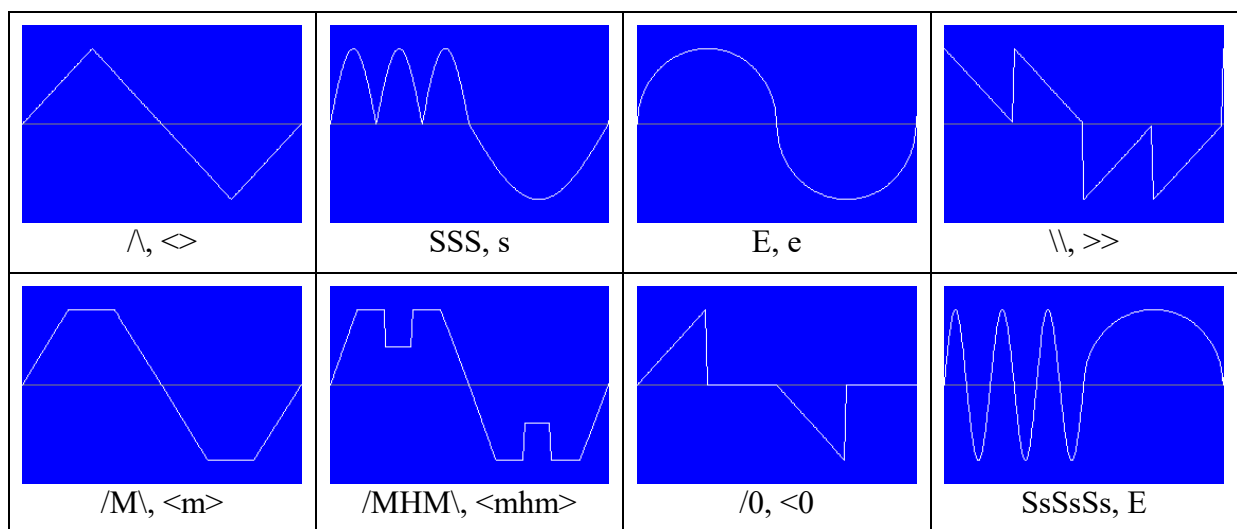 /\, <>
SSS, s
E, e
\\, >>
/M\, <m>
/MHM\, <mhm>
/0, <0
SsSsSs, E